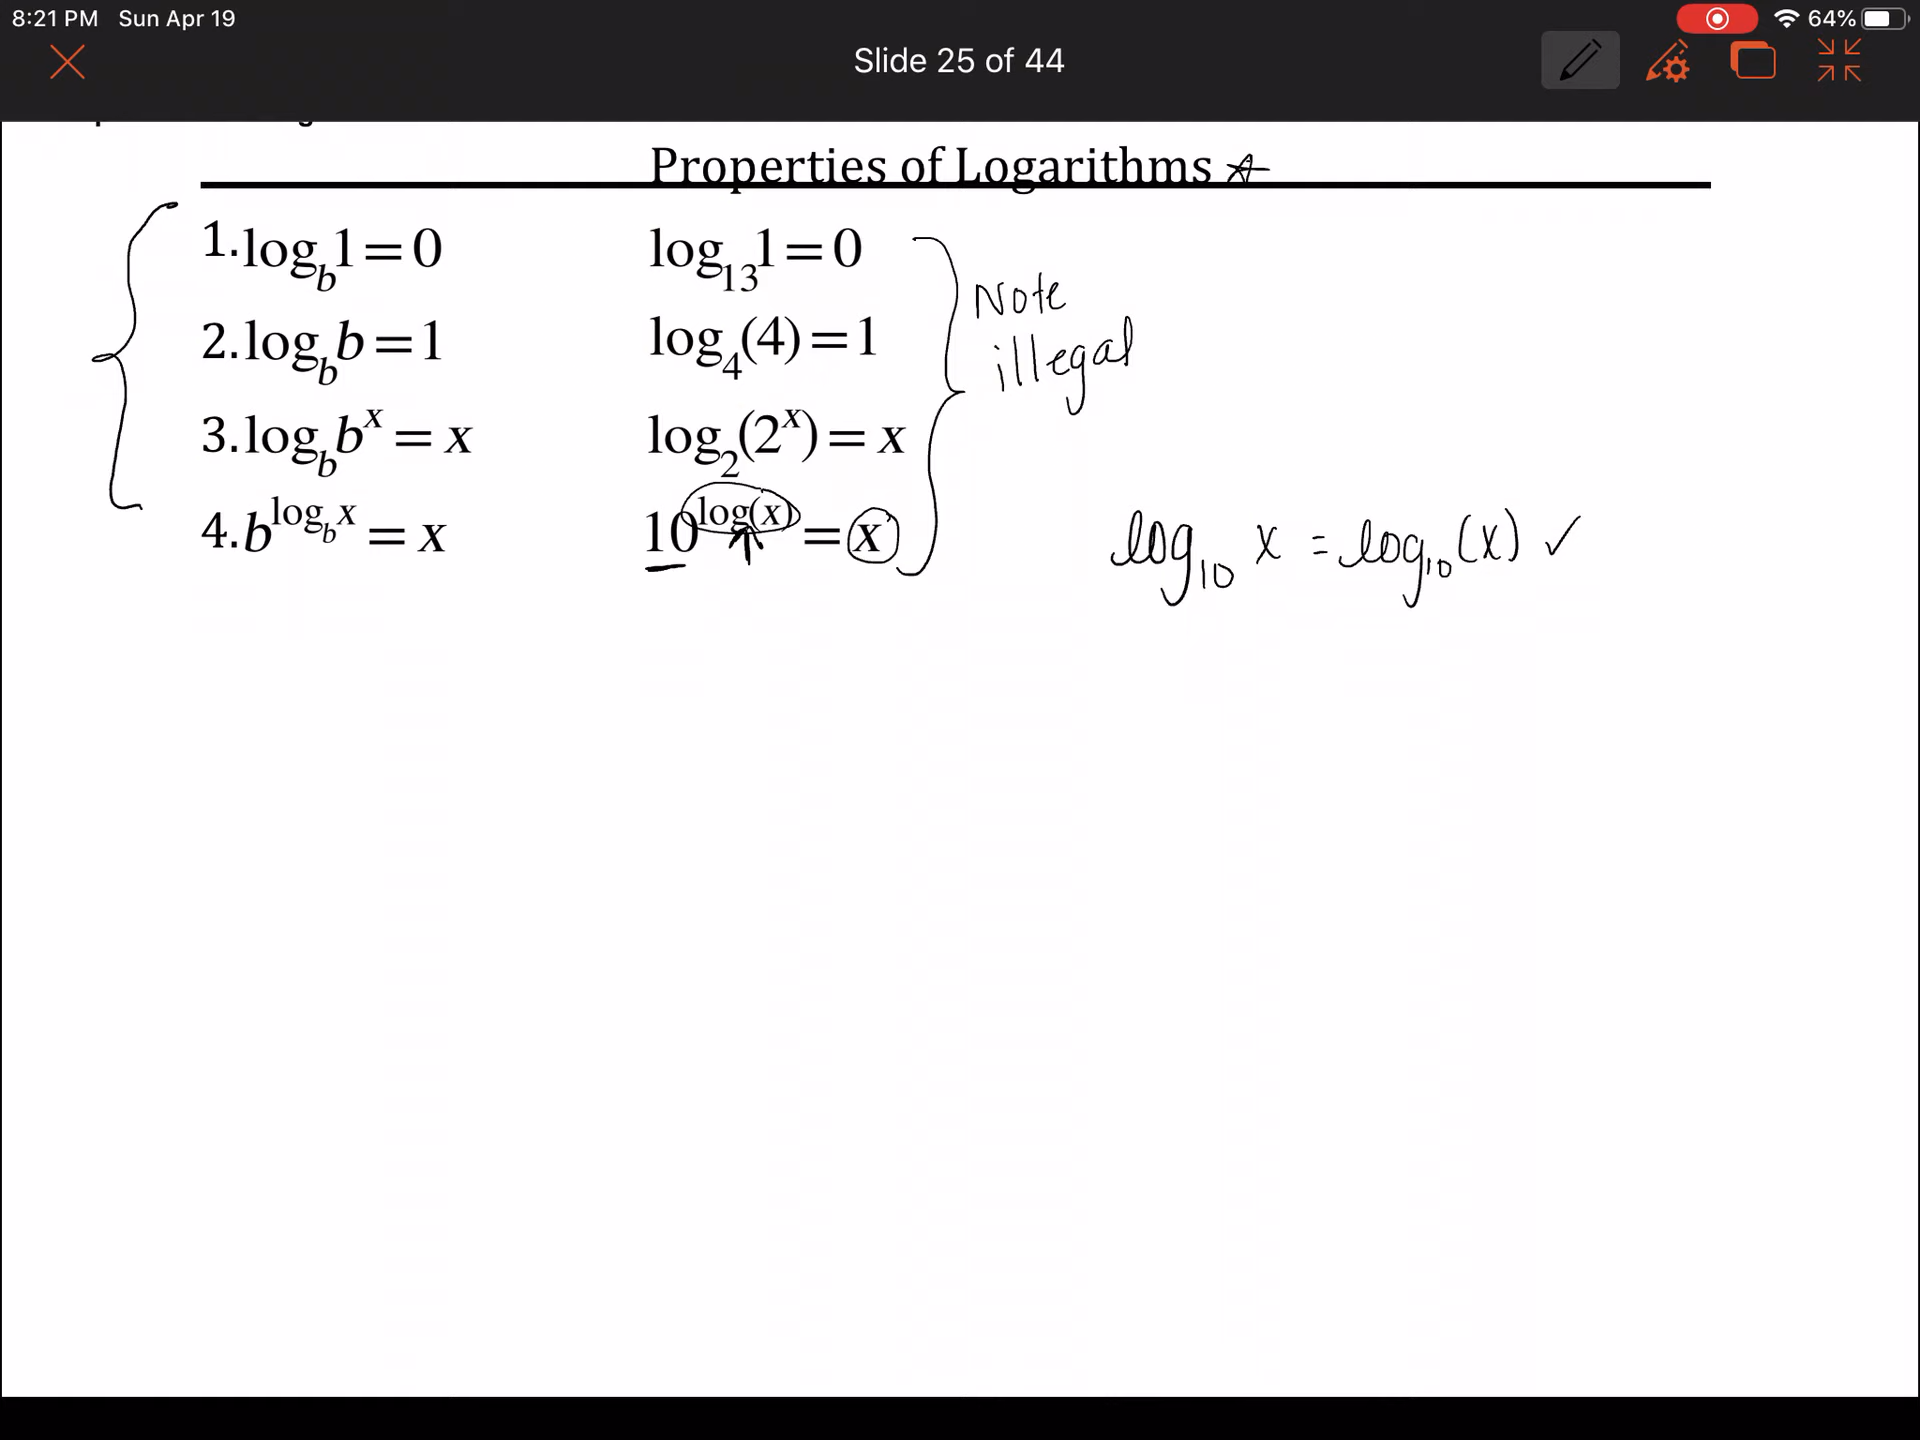 8:21 PM Sun Apr 19
64%
Slide 25 of 44
Properties of Logarithms
1. log_b 1 = 0
log_13 1 = 0
2. log_b b = 1
log_4 (4) = 1
3. log_b b^x = x
log_2 (2^x) = x
4. b^(log_b x) = x
10^(log(x)) = x
Note
illegal
log_10 x = log_10 (x) ✓